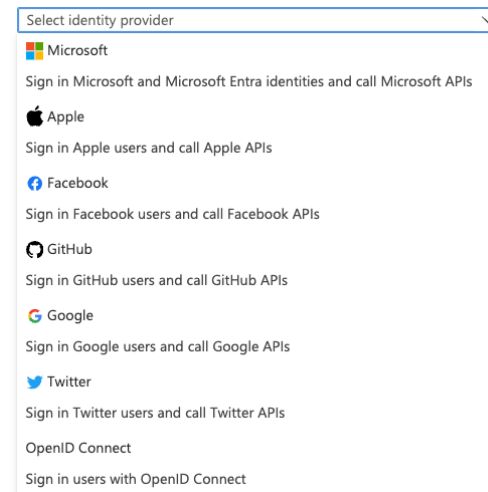 Select identity provider
Microsoft
Sign in Microsoft and Microsoft Entra identities and call Microsoft APIs
Apple
Sign in Apple users and call Apple APIs
Facebook
Sign in Facebook users and call Facebook APIs
GitHub
Sign in GitHub users and call GitHub APIs
Google
Sign in Google users and call Google APIs
Twitter
Sign in Twitter users and call Twitter APIs
OpenID Connect
Sign in users with OpenID Connect